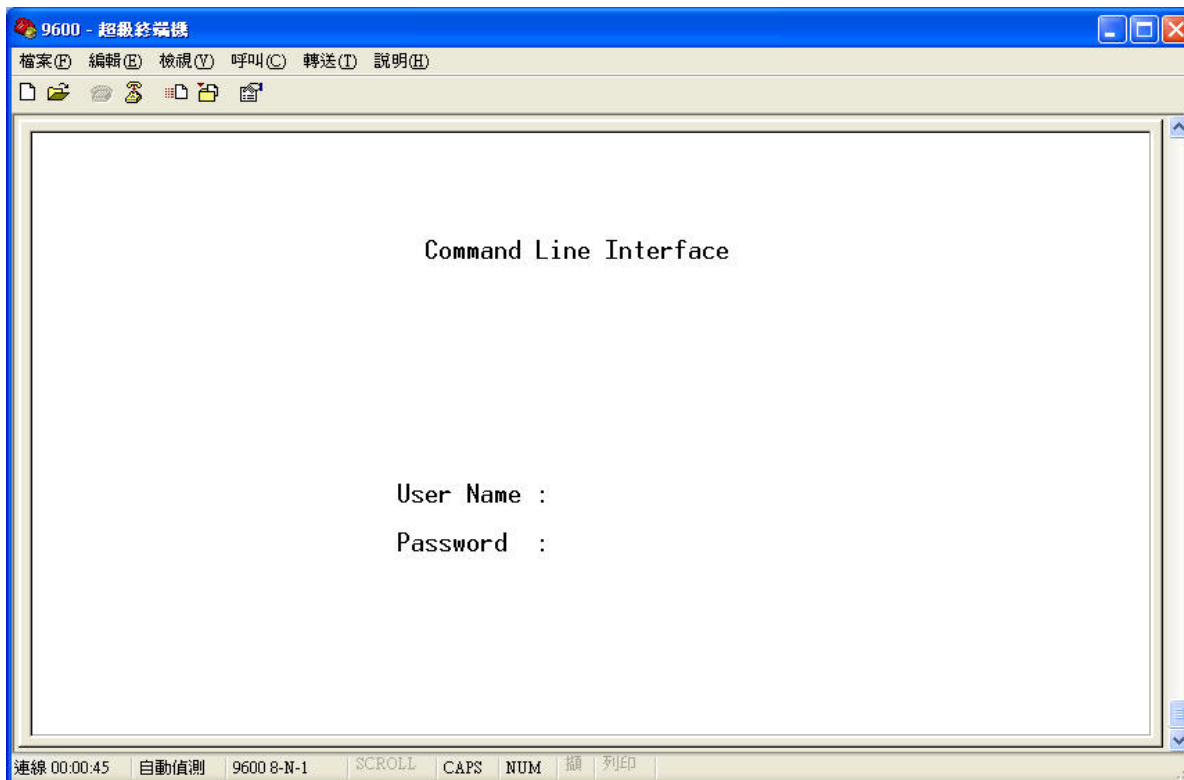 9600 - 超級終端機
檔案(F) 編輯(E) 檢視(V) 呼叫(C) 轉送(T) 說明(H)
Command Line Interface
User Name :
Password :
連線 00:00:45 自動偵測 9600 8-N-1 SCROLL CAPS NUM 擷 列印